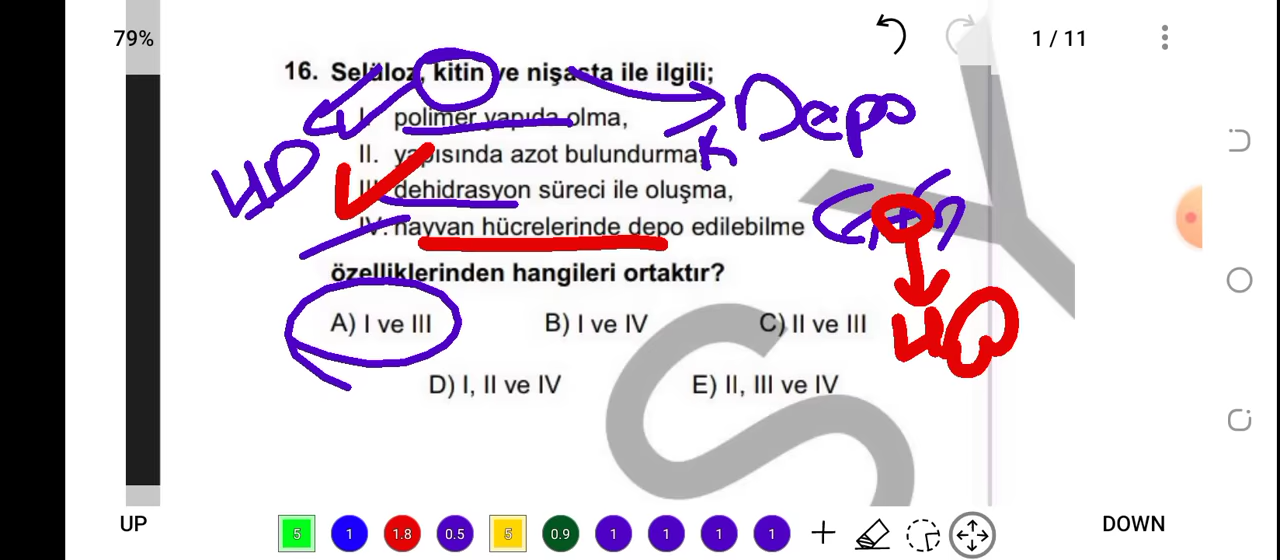 79%
1 / 11
16. Selüloz, kitin ve nişasta ile ilgili;
Depo
I. polimer yapıda olma,
II. yapısında azot bulundurma,
HD
III. dehidrasyon süreci ile oluşma,
IV. hayvan hücrelerinde depo edilebilme
özelliklerinden hangileri ortaktır?
A) I ve III B) I ve IV C) II ve III
D) I, II ve IV E) II, III ve IV
UP
5 1 1.8 0.5 5 0.9 1 1 1 1
DOWN